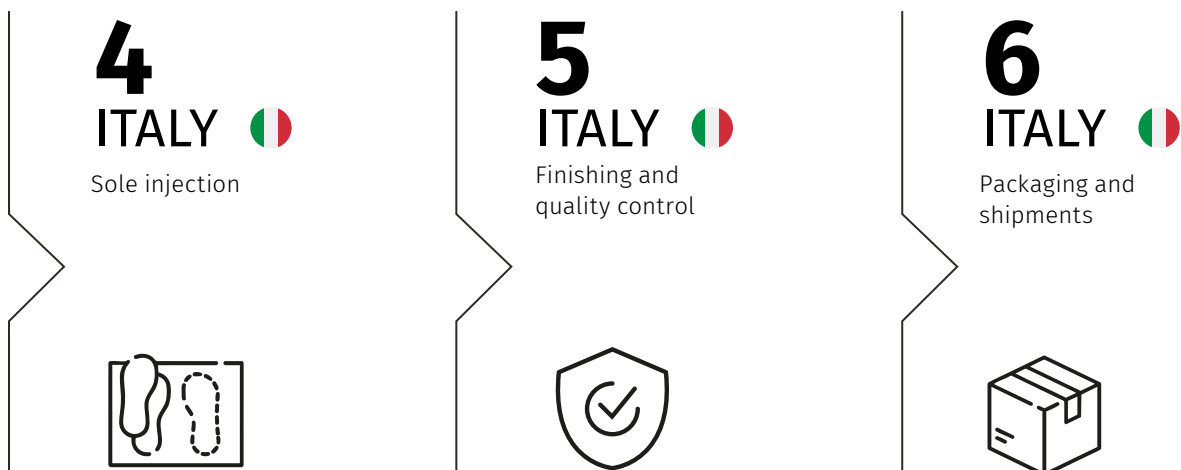 4
ITALY
Sole injection
5
ITALY
Finishing and
quality control
6
ITALY
Packaging and
shipments